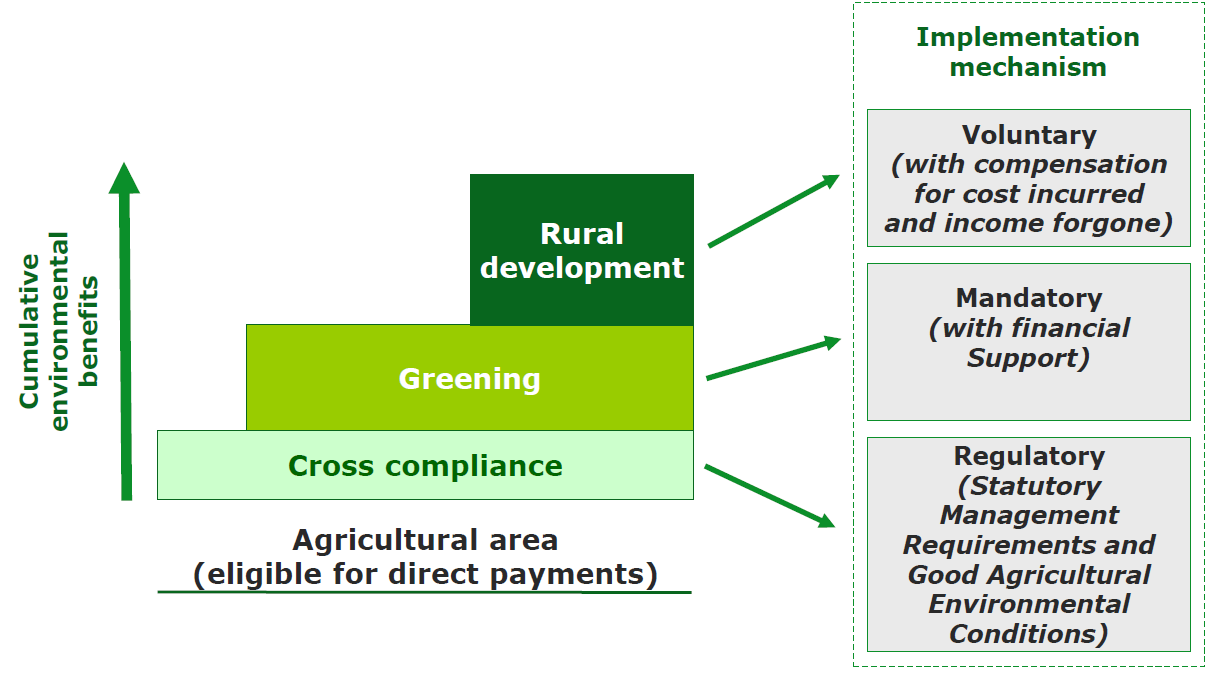 Implementation
mechanism
Voluntary
(with compensation
for cost incurred
and income forgone)
Mandatory
(with financial
Support)
Regulatory
(Statutory
Management
Requirements and
Good Agricultural
Environmental
Conditions)
Cumulative
environmental
benefits
Rural
development
Greening
Cross compliance
Agricultural area
(eligible for direct payments)